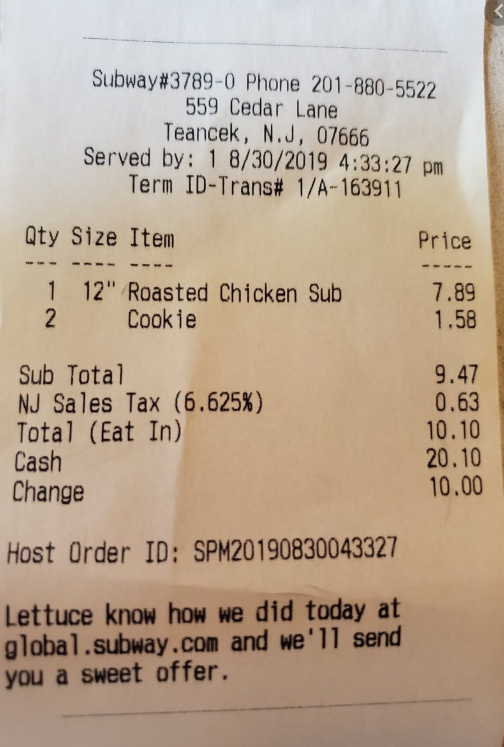 Subway#3789-0 Phone 201-880-5522
559 Cedar Lane
Teancek, N.J, 07666
Served by: 1 8/30/2019 4:33:27 pm
Term ID-Trans# 1/A-163911
Qty Size Item Price
--- ---- ---- -----
1 12" Roasted Chicken Sub 7.89
2 Cookie 1.58
Sub Total 9.47
NJ Sales Tax (6.625%) 0.63
Total (Eat In) 10.10
Cash 20.10
Change 10.00
Host Order ID: SPM20190830043327
Lettuce know how we did today at
global.subway.com and we'll send
you a sweet offer.